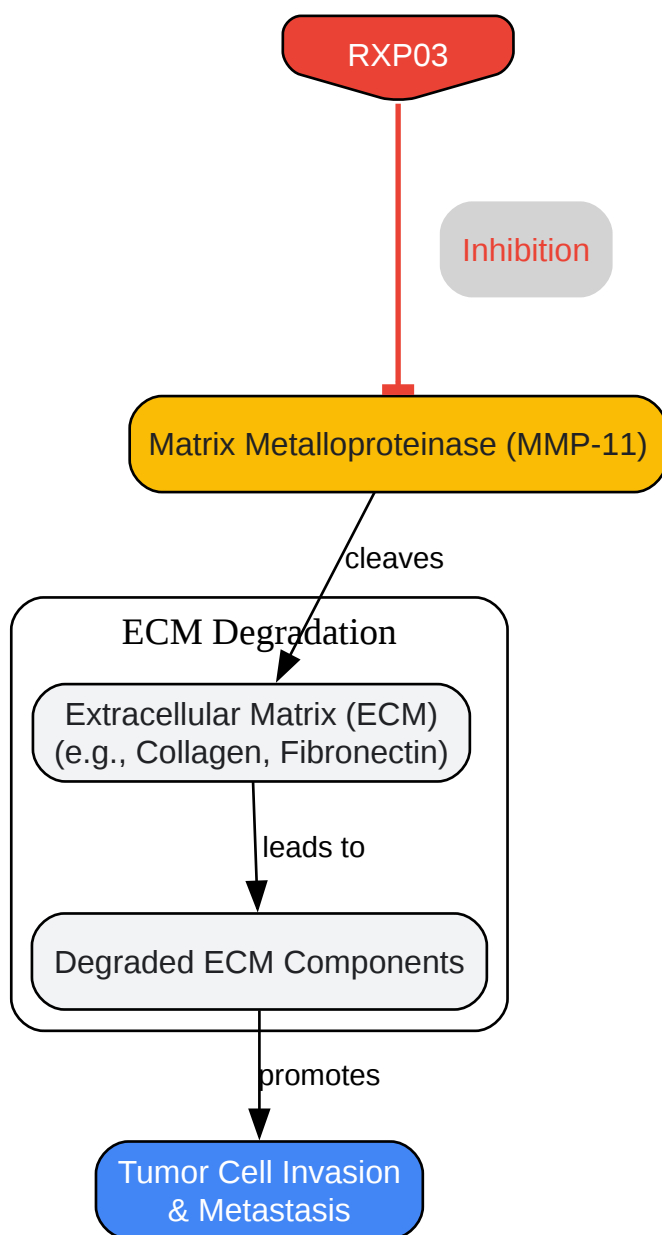 RXP03
Inhibition
Matrix Metalloproteinase (MMP-11)
cleaves
ECM Degradation
Extracellular Matrix (ECM)
(e.g., Collagen, Fibronectin)
leads to
Degraded ECM Components
promotes
Tumor Cell Invasion
& Metastasis